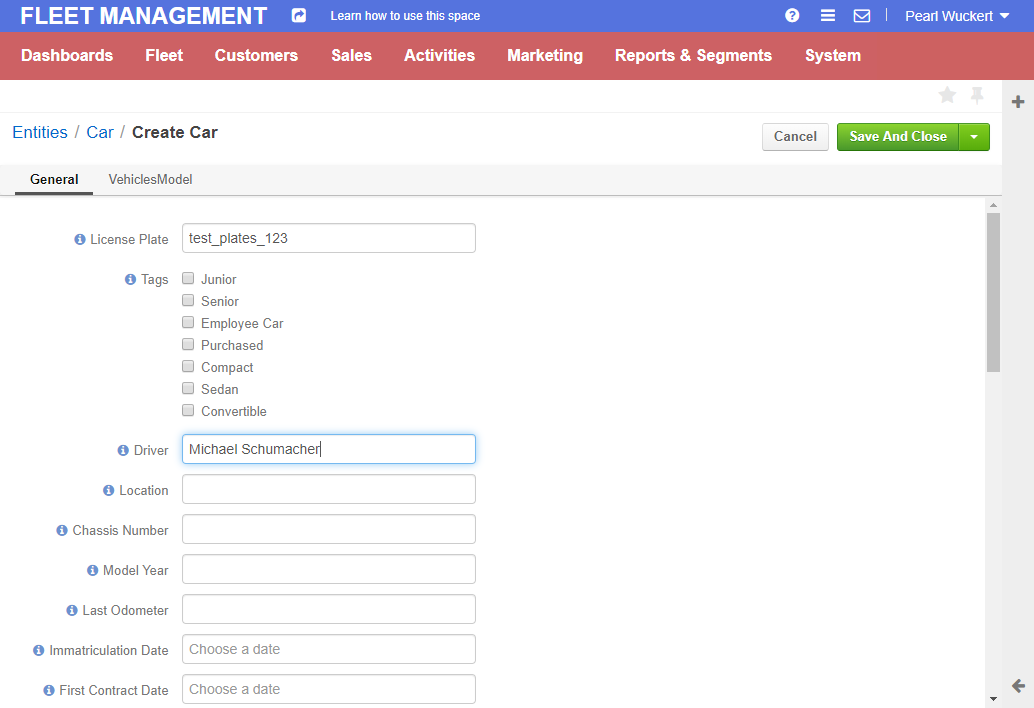 FLEET MANAGEMENT Learn how to use this space Pearl Wuckert
Dashboards Fleet Customers Sales Activities Marketing Reports & Segments System
Entities / Car / Create Car
Cancel Save And Close
General VehiclesModel
License Plate test_plates_123
Tags Junior
Senior
Employee Car
Purchased
Compact
Sedan
Convertible
Driver Michael Schumacher
Location
Chassis Number
Model Year
Last Odometer
Immatriculation Date Choose a date
First Contract Date Choose a date